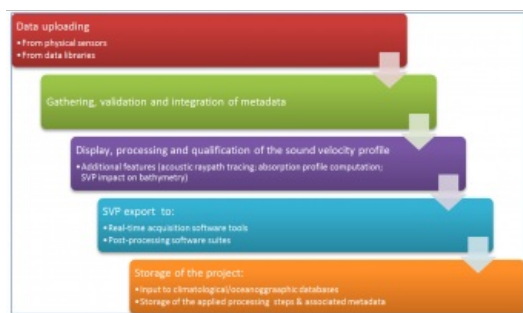 Data uploading
•From physical sensors
•From data libraries
Gathering, validation and integration of metadata
Display, processing and qualification of the sound velocity profile
•Additional features (acoustic raypath tracing; absorption profile computation;
SVP impact on bathymetry)
SVP export to:
•Real-time acquisition software tools
•Post-processing software suites
Storage of the project:
•Input to climatological/oceanoggraaphic databases
•Storage of the applied processing steps & associated metadata